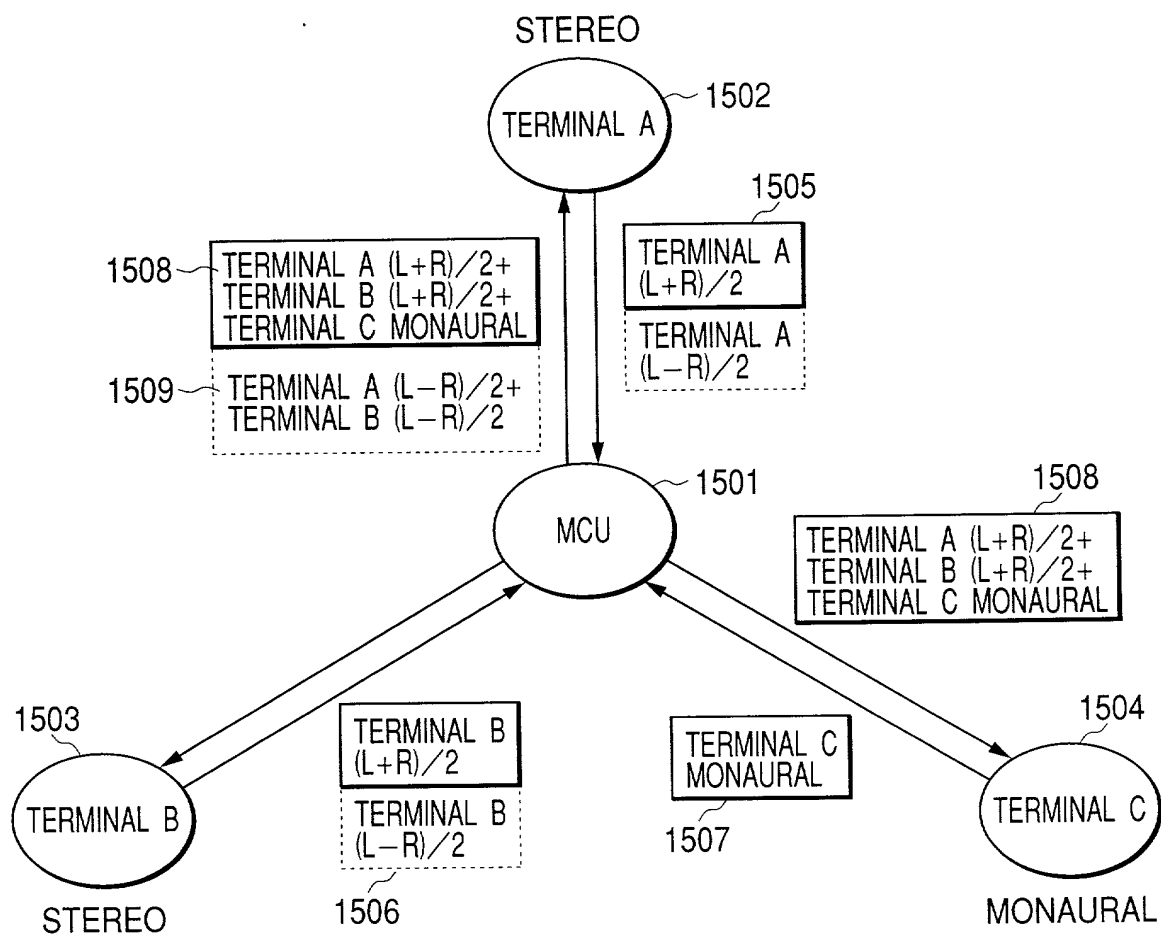 STEREO
TERMINAL A
1502
1505
TERMINAL A
(L+R)/2
TERMINAL A
(L−R)/2
1508
TERMINAL A (L+R)/2+
TERMINAL B (L+R)/2+
TERMINAL C MONAURAL
1509
TERMINAL A (L−R)/2+
TERMINAL B (L−R)/2
1501
MCU
1508
TERMINAL A (L+R)/2+
TERMINAL B (L+R)/2+
TERMINAL C MONAURAL
1503
TERMINAL B
STEREO
TERMINAL B
(L+R)/2
TERMINAL B
(L−R)/2
1506
TERMINAL C
MONAURAL
1507
1504
TERMINAL C
MONAURAL